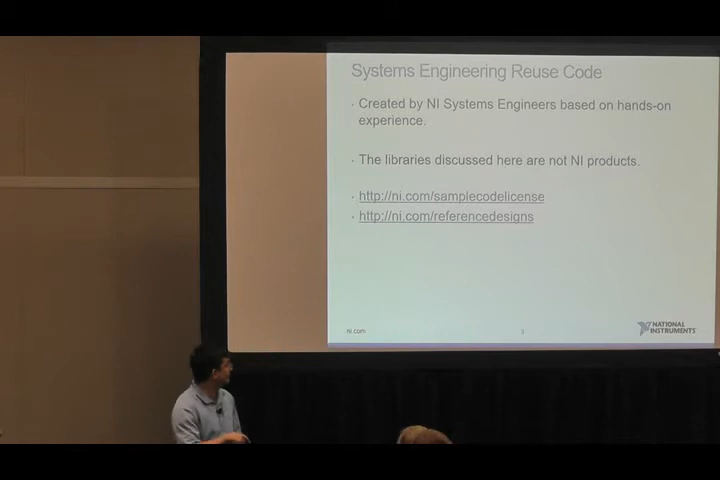 Systems Engineering Reuse Code
Created by NI Systems Engineers based on hands-on
experience.
The libraries discussed here are not NI products.
http://ni.com/samplecodelicense
http://ni.com/referencedesigns
ni.com
3
NATIONAL
INSTRUMENTS